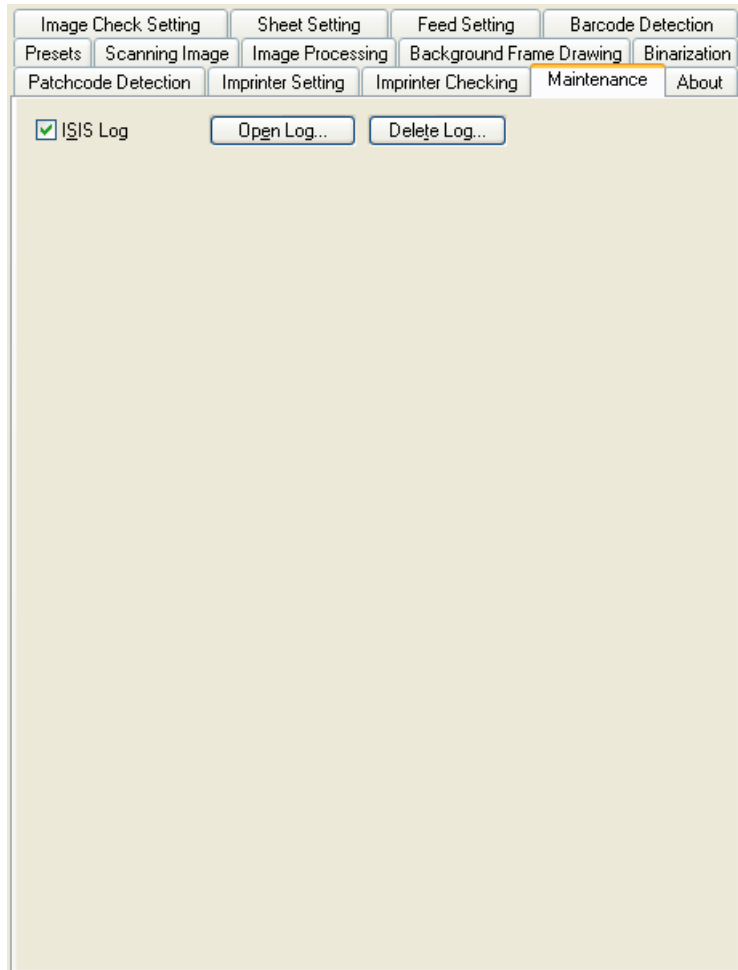 Image Check Setting Sheet Setting Feed Setting Barcode Detection
Presets Scanning Image Image Processing Background Frame Drawing Binarization
Patchcode Detection Imprinter Setting Imprinter Checking Maintenance About
ISIS Log Open Log... Delete Log...